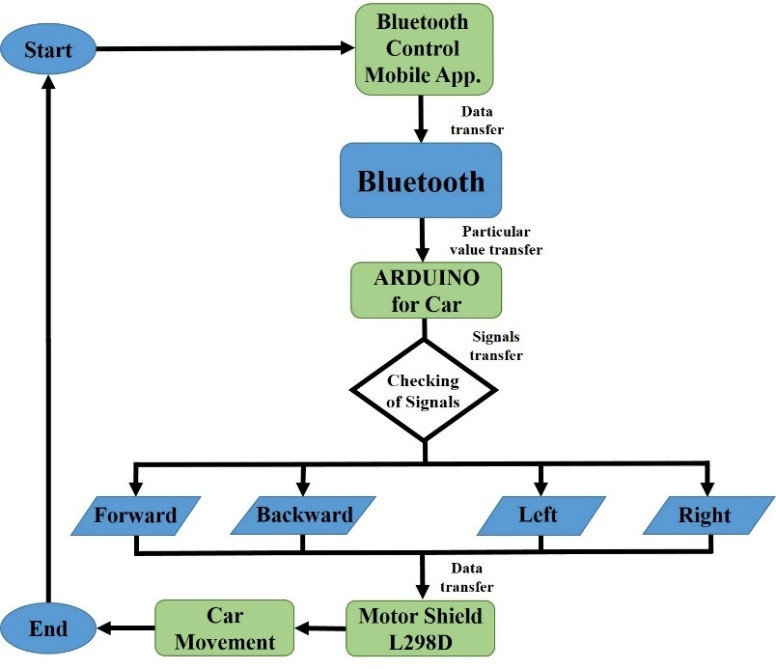 Start
Bluetooth
Control
Mobile App.
Data
transfer
Bluetooth
Particular
value transfer
ARDUINO
for Car
Signals
transfer
Checking
of Signals
Forward
Backward
Left
Right
Data
transfer
End
Car
Movement
Motor Shield
L298D